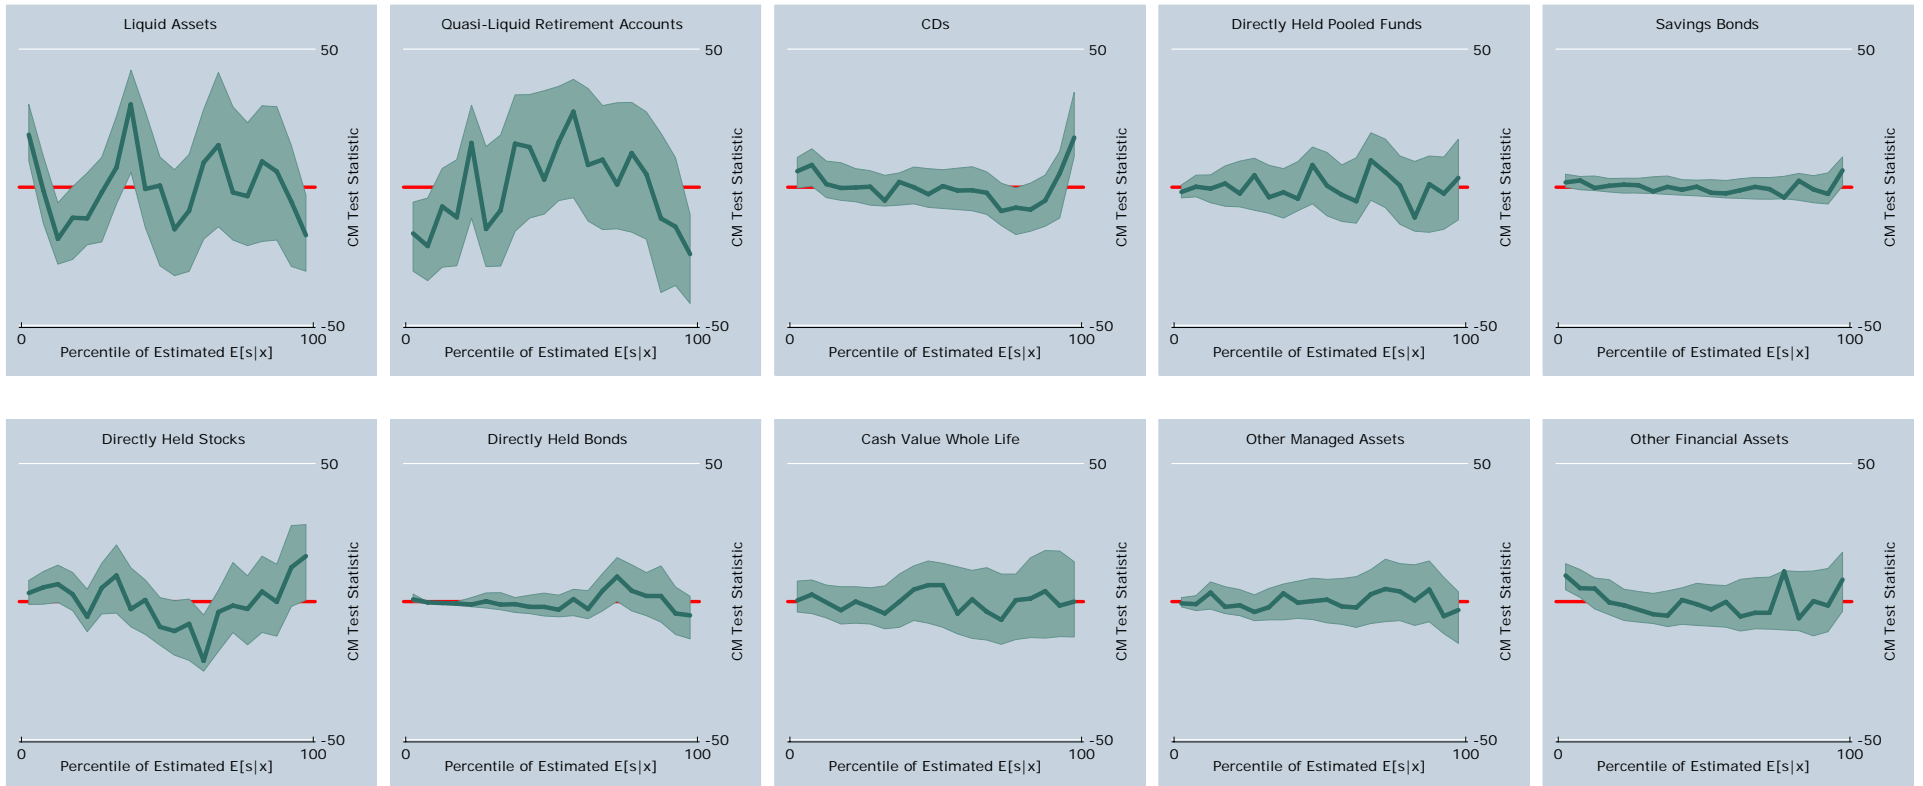 Liquid Assets
50
CM Test Statistic
-50
0
100
Percentile of Estimated E[s|x]
Quasi-Liquid Retirement Accounts
50
CM Test Statistic
-50
0
100
Percentile of Estimated E[s|x]
CDs
50
CM Test Statistic
-50
0
100
Percentile of Estimated E[s|x]
Directly Held Pooled Funds
50
CM Test Statistic
-50
0
100
Percentile of Estimated E[s|x]
Savings Bonds
50
CM Test Statistic
-50
0
100
Percentile of Estimated E[s|x]
Directly Held Stocks
50
CM Test Statistic
-50
0
100
Percentile of Estimated E[s|x]
Directly Held Bonds
50
CM Test Statistic
-50
0
100
Percentile of Estimated E[s|x]
Cash Value Whole Life
50
CM Test Statistic
-50
0
100
Percentile of Estimated E[s|x]
Other Managed Assets
50
CM Test Statistic
-50
0
100
Percentile of Estimated E[s|x]
Other Financial Assets
50
CM Test Statistic
-50
0
100
Percentile of Estimated E[s|x]